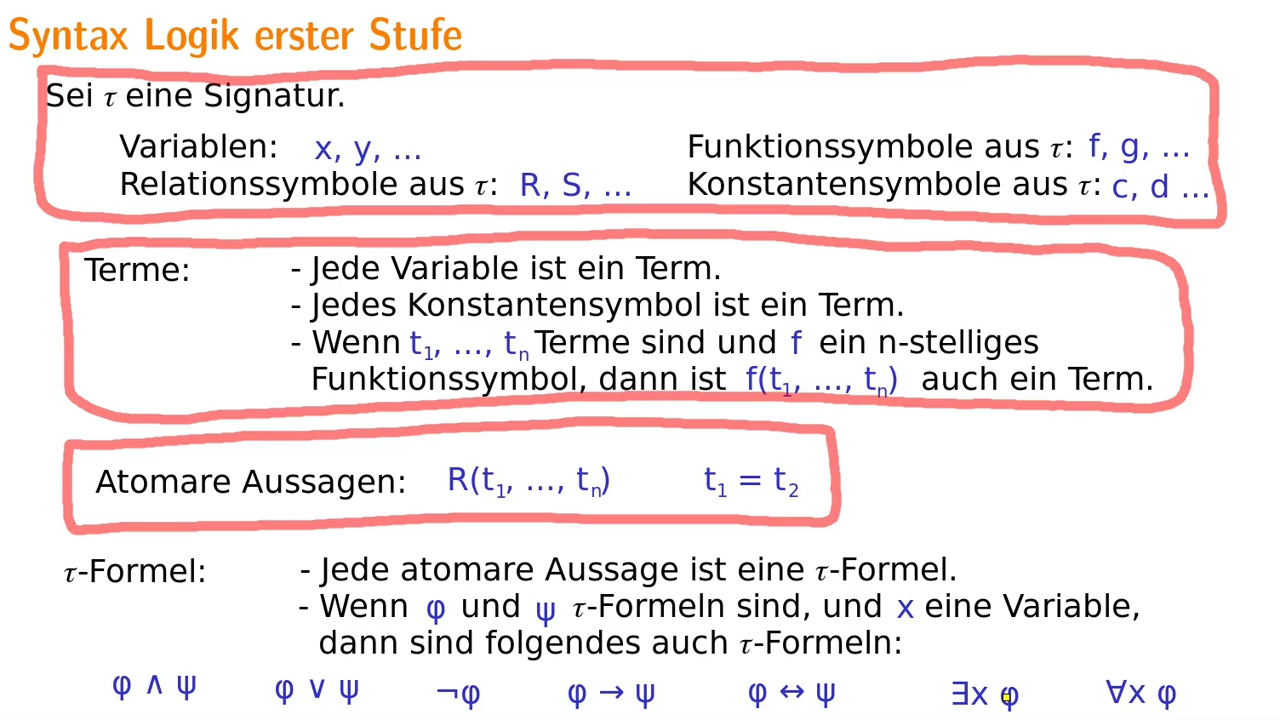 Syntax Logik erster Stufe
Sei τ eine Signatur.
Variablen: x, y, ... Funktionssymbole aus τ: f, g, ...
Relationssymbole aus τ: R, S, ... Konstantensymbole aus τ: c, d ...
Terme: - Jede Variable ist ein Term.
- Jedes Konstantensymbol ist ein Term.
- Wenn t₁, ..., tₙ Terme sind und f ein n-stelliges
Funktionssymbol, dann ist f(t₁, ..., tₙ) auch ein Term.
Atomare Aussagen: R(t₁, ..., tₙ) t₁ = t₂
τ-Formel: - Jede atomare Aussage ist eine τ-Formel.
- Wenn φ und ψ τ-Formeln sind, und x eine Variable,
dann sind folgendes auch τ-Formeln:
φ ∧ ψ φ ∨ ψ ¬φ φ → ψ φ ↔ ψ ∃x φ ∀x φ